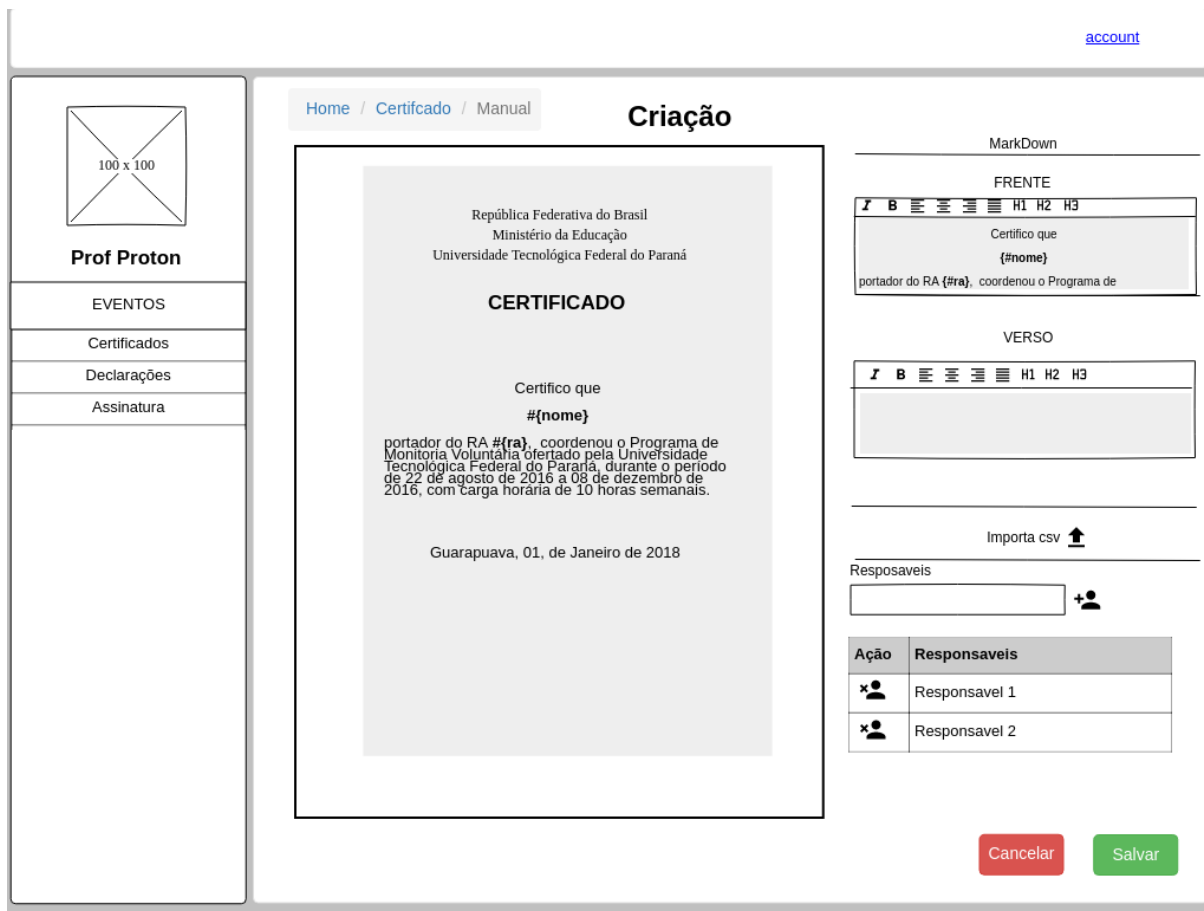 account
100 x 100
Prof Proton
EVENTOS
Certificados
Declarações
Assinatura
Home / Certifcado / Manual
Criação
República Federativa do Brasil
Ministério da Educação
Universidade Tecnológica Federal do Paraná
CERTIFICADO
Certifico que
#{nome}
portador do RA #{ra},  coordenou o Programa de
Monitoria Voluntária ofertado pela Universidade
Tecnológica Federal do Paraná, durante o período
de 22 de agosto de 2016 a 08 de dezembro de
2016, com carga horária de 10 horas semanais.
Guarapuava, 01, de Janeiro de 2018
MarkDown
FRENTE
I B H1 H2 H3
Certifico que
{#nome}
portador do RA {#ra},  coordenou o Programa de
VERSO
I B H1 H2 H3
Importa csv
Resposaveis
Ação Responsaveis
Responsavel 1
Responsavel 2
Cancelar Salvar